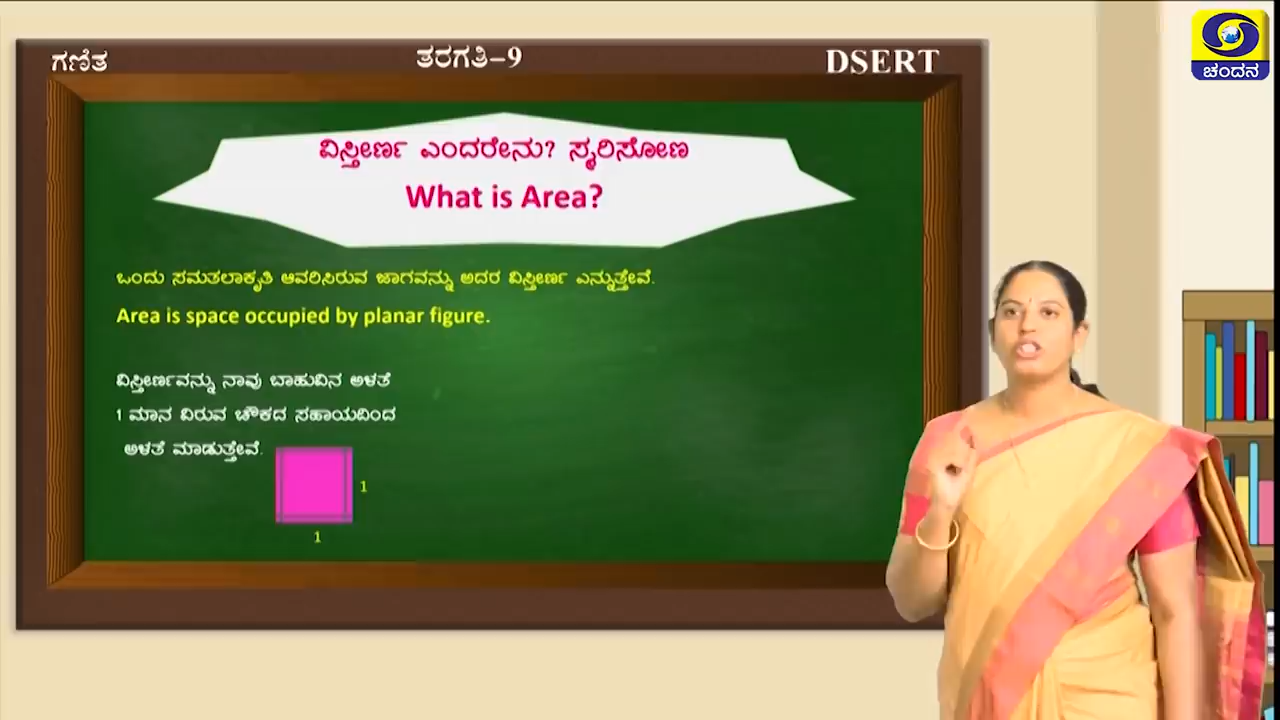 ಗಣಿತ
ತರಗತಿ-9
DSERT
ಚಂದನ
ವಿಸ್ತೀರ್ಣ ಎಂದರೇನು? ಸ್ಮರಿಸೋಣ
What is Area?
ಒಂದು ಸಮತಲಾಕೃತಿ ಆವರಿಸಿರುವ ಜಾಗವನ್ನು ಅದರ ವಿಸ್ತೀರ್ಣ ಎನ್ನುತ್ತೇವೆ.
Area is space occupied by planar figure.
ವಿಸ್ತೀರ್ಣವನ್ನು ನಾವು ಬಾಹುವಿನ ಅಳತೆ
1 ಮಾನ ವಿರುವ ಚೌಕದ ಸಹಾಯದಿಂದ
ಅಳತೆ ಮಾಡುತ್ತೇವೆ.
1
1